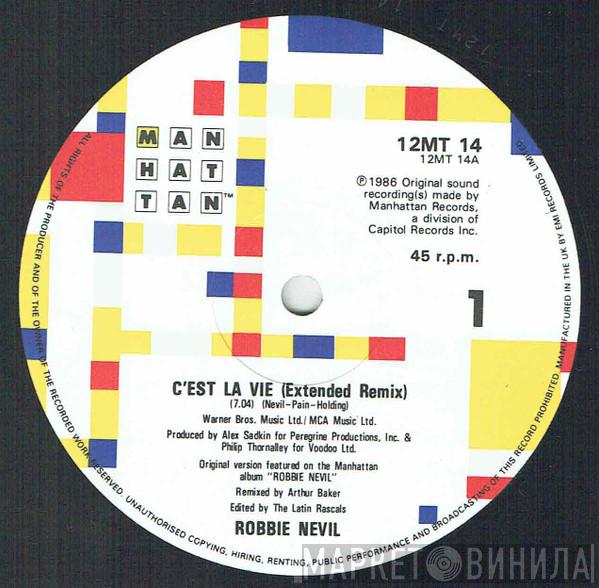 MAN
HAT
TAN™
12MT 14
12MT 14A
℗1986 Original sound
recording(s) made by
Manhattan Records,
a division of
Capitol Records Inc.
45 r.p.m.
1
C'EST LA VIE (Extended Remix)
(7.04) (Nevil-Pain-Holding)
Warner Bros. Music Ltd./ MCA Music Ltd.
Produced by Alex Sadkin for Peregrine Productions, Inc. &
Philip Thornalley for Voodoo Ltd.
Original version featured on the Manhattan
album "ROBBIE NEVIL"
Remixed by Arthur Baker
Edited by The Latin Rascals
ROBBIE NEVIL
ALL RIGHTS OF THE PRODUCER AND OF THE OWNER OF THE RECORDED WORK RESERVED. UNAUTHORISED COPYING, HIRING, RENTING, PUBLIC PERFORMANCE AND BROADCASTING OF THIS RECORD PROHIBITED. MANUFACTURED IN THE UK BY EMI RECORDS LIMITED.
МАРКЕТ ВИНИЛА